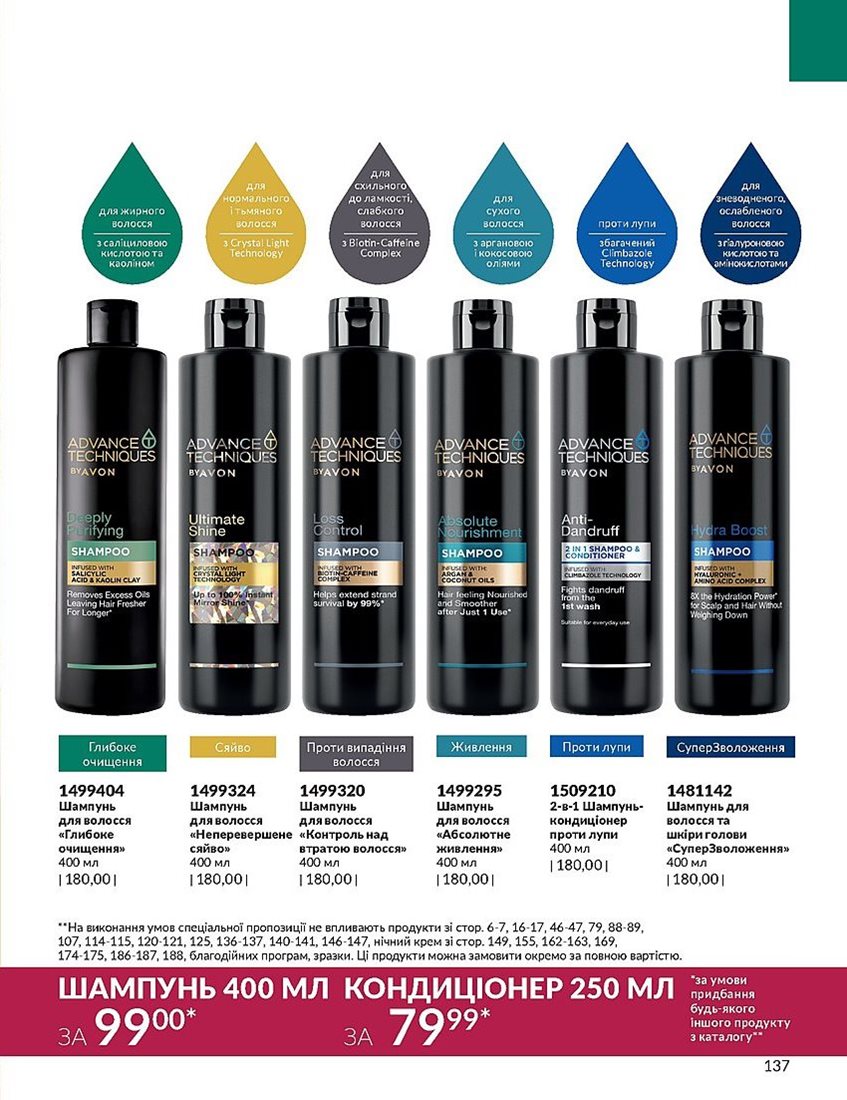 для жирного
волосся
з саліциловою
кислотою та
каоліном
для
нормального
і тьмяного
волосся
з Crystal Light
Technology
для
схильного
до ламкості,
слабкого
волосся
з Biotin-Caffeine
Complex
для
сухого
волосся
з аргановою
і кокосовою
оліями
проти лупи
збагачений
Climbazole
Technology
для
зневодненого,
ослабленого
волосся
з гіалуроновою
кислотою та
амінокислотами
ADVANCE
TECHNIQUES
BY AVON
Deeply
Purifying
SHAMPOO
INFUSED WITH
SALICYLIC
ACID & KAOLIN CLAY
Removes Excess Oils
Leaving Hair Fresher
For Longer*
ADVANCE
TECHNIQUES
BY AVON
Ultimate
Shine
SHAMPOO
INFUSED WITH
CRYSTAL LIGHT
TECHNOLOGY
Up to 100% Instant
Mirror Shine*
ADVANCE
TECHNIQUES
BY AVON
Loss
Control
SHAMPOO
INFUSED WITH
BIOTIN-CAFFEINE
COMPLEX
Helps extend strand
survival by 99%*
ADVANCE
TECHNIQUES
BY AVON
Absolute
Nourishment
SHAMPOO
INFUSED WITH
ARGAN &
COCONUT OILS
Hair feeling Nourished
and Smoother
after Just 1 Use*
ADVANCE
TECHNIQUES
BY AVON
Anti-
Dandruff
2 IN 1 SHAMPOO &
CONDITIONER
INFUSED WITH
CLIMBAZOLE TECHNOLOGY
Fights dandruff
from the
1st wash
Suitable for everyday use
ADVANCE
TECHNIQUES
BY AVON
Hydra Boost
SHAMPOO
INFUSED WITH
HYALURONIC +
AMINO ACID COMPLEX
8X the Hydration Power*
for Scalp and Hair Without
Weighing Down
Глибоке
очищення
Сяйво
Проти випадіння
волосся
Живлення
Проти лупи
СуперЗволоження
1499404
Шампунь
для волосся
«Глибоке
очищення»
400 мл
| 180,00 |
1499324
Шампунь
для волосся
«Неперевершене
сяйво»
400 мл
| 180,00 |
1499320
Шампунь
для волосся
«Контроль над
втратою волосся»
400 мл
| 180,00 |
1499295
Шампунь
для волосся
«Абсолютне
живлення»
400 мл
| 180,00 |
1509210
2-в-1 Шампунь-
кондиціонер
проти лупи
400 мл
| 180,00 |
1481142
Шампунь для
волосся та
шкіри голови
«СуперЗволоження»
400 мл
| 180,00 |
**На виконання умов спеціальної пропозиції не впливають продукти зі стор. 6-7, 16-17, 46-47, 79, 88-89,
107, 114-115, 120-121, 125, 136-137, 140-141, 146-147, нічний крем зі стор. 149, 155, 162-163, 169,
174-175, 186-187, 188, благодійних програм, зразки. Ці продукти можна замовити окремо за повною вартістю.
ШАМПУНЬ 400 МЛ
ЗА 99 00*
КОНДИЦІОНЕР 250 МЛ
ЗА 79 99*
*за умови
придбання
будь-якого
іншого продукту
з каталогу**
137